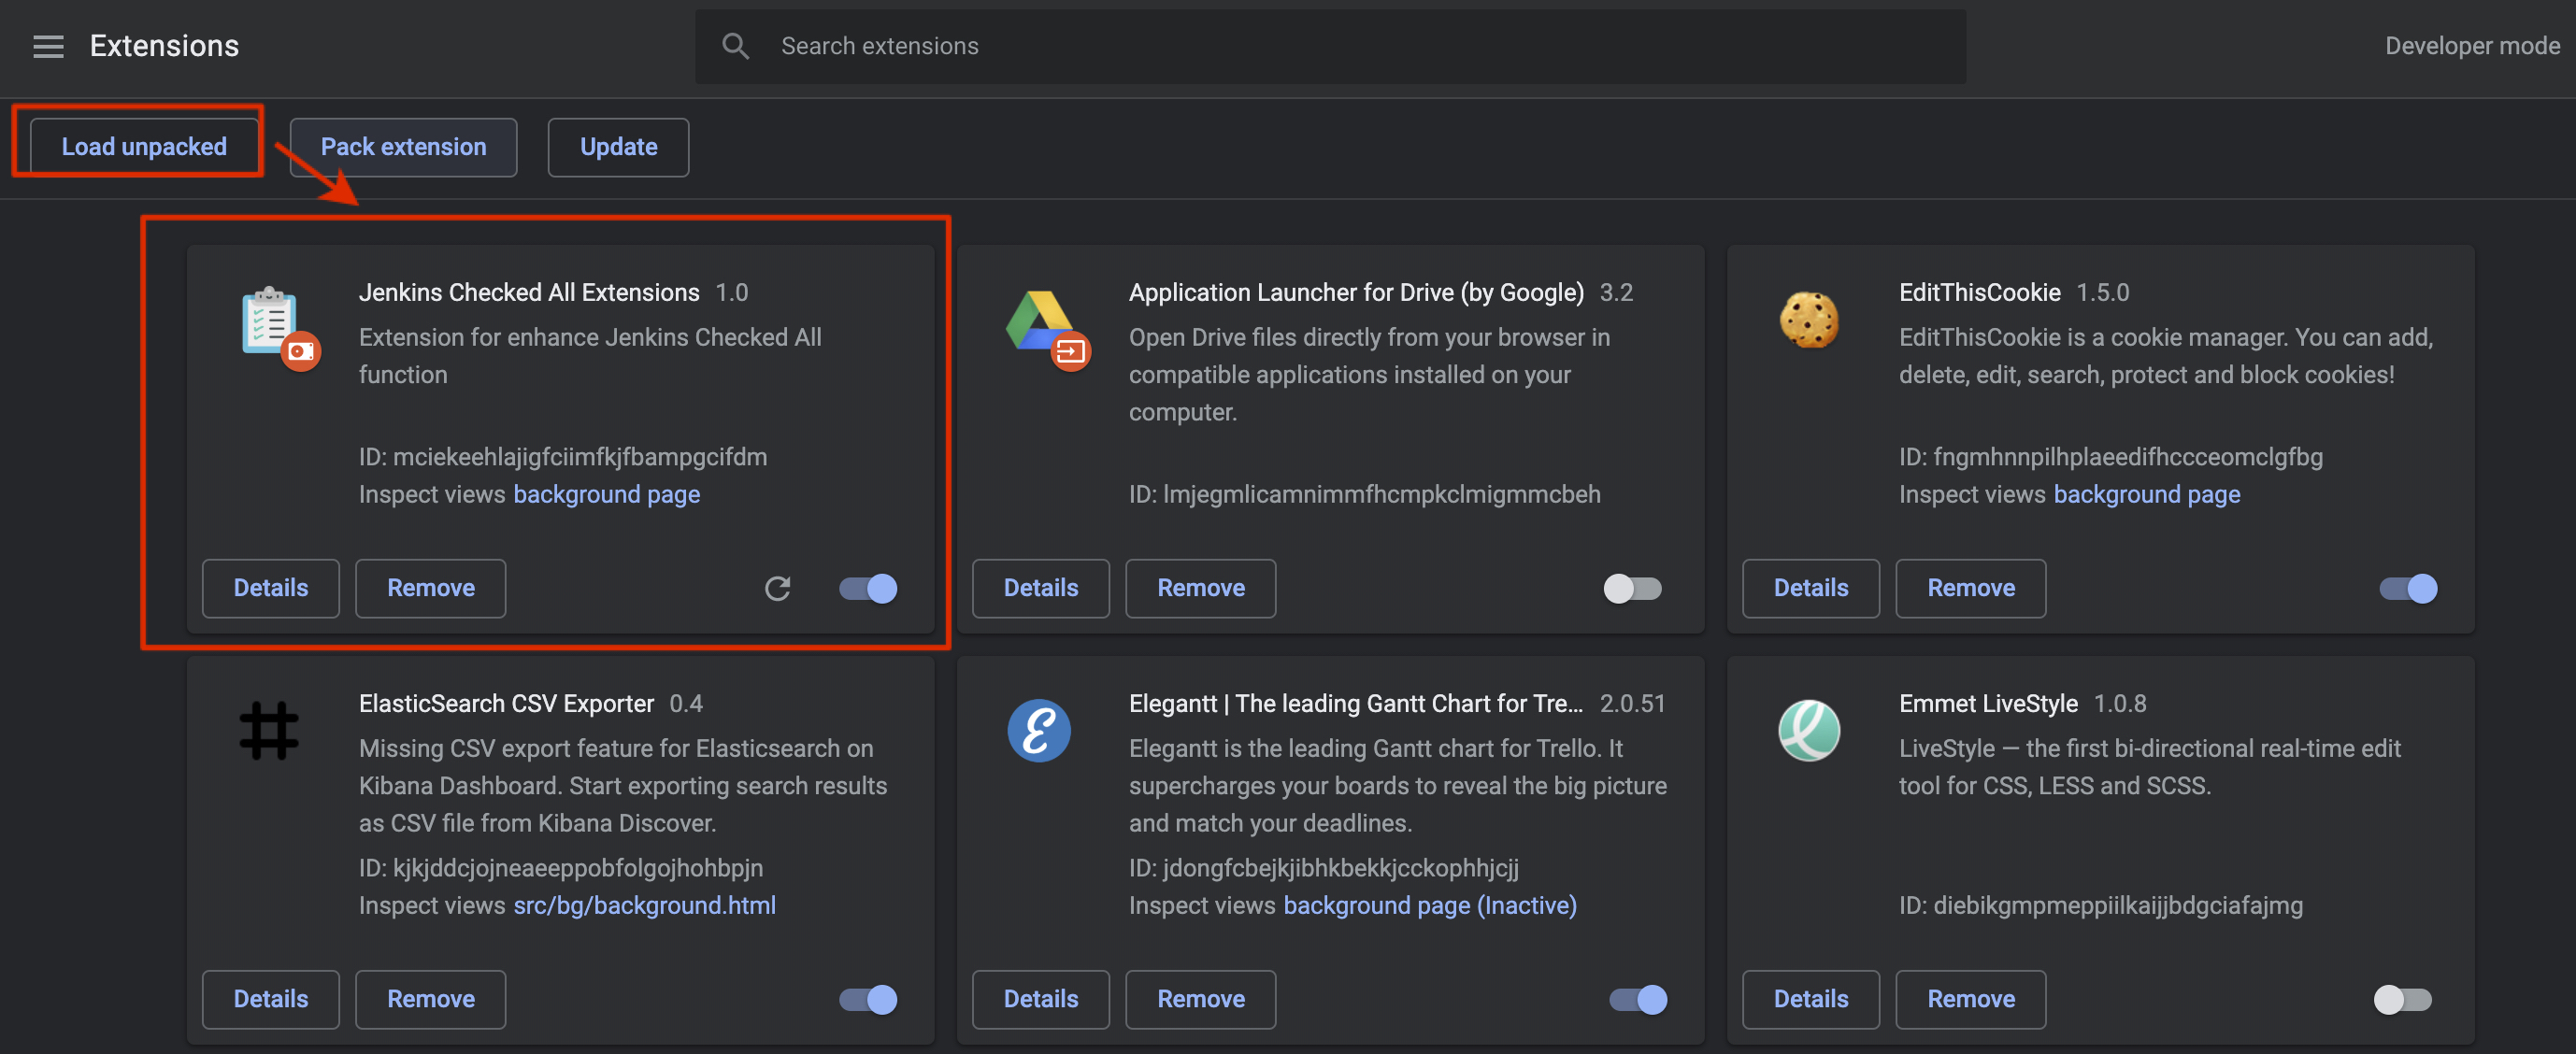 Extensions
Search extensions
Developer mode
Load unpacked
Pack extension
Update
Jenkins Checked All Extensions 1.0
Extension for enhance Jenkins Checked All
function
ID: mciekeehlajigfciimfkjfbampgcifdm
Inspect views background page
Details
Remove
Application Launcher for Drive (by Google) 3.2
Open Drive files directly from your browser in
compatible applications installed on your
computer.
ID: lmjegmlicamnimmfhcmpkclmigmmcbeh
Details
Remove
EditThisCookie 1.5.0
EditThisCookie is a cookie manager. You can add,
delete, edit, search, protect and block cookies!
ID: fngmhnnpilhplaeedifhccceomclgfbg
Inspect views background page
Details
Remove
ElasticSearch CSV Exporter 0.4
Missing CSV export feature for Elasticsearch on
Kibana Dashboard. Start exporting search results
as CSV file from Kibana Discover.
ID: kjkjddcjojneaeeppobfolgojhohbpjn
Inspect views src/bg/background.html
Details
Remove
Elegantt | The leading Gantt Chart for Tre... 2.0.51
Elegantt is the leading Gantt chart for Trello. It
supercharges your boards to reveal the big picture
and match your deadlines.
ID: jdongfcbejkjibhkbekkjcckophhjcjj
Inspect views background page (Inactive)
Details
Remove
Emmet LiveStyle 1.0.8
LiveStyle — the first bi-directional real-time edit
tool for CSS, LESS and SCSS.
ID: diebikgmpmeppiilkaijjbdgciafajmg
Details
Remove